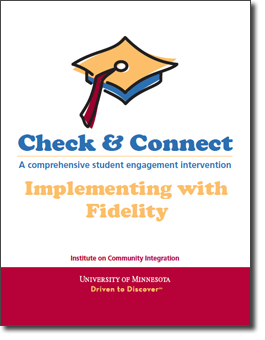 Check & Connect
A comprehensive student engagement intervention
Implementing with
Fidelity
Institute on Community Integration
UNIVERSITY OF MINNESOTA
Driven to Discover℠